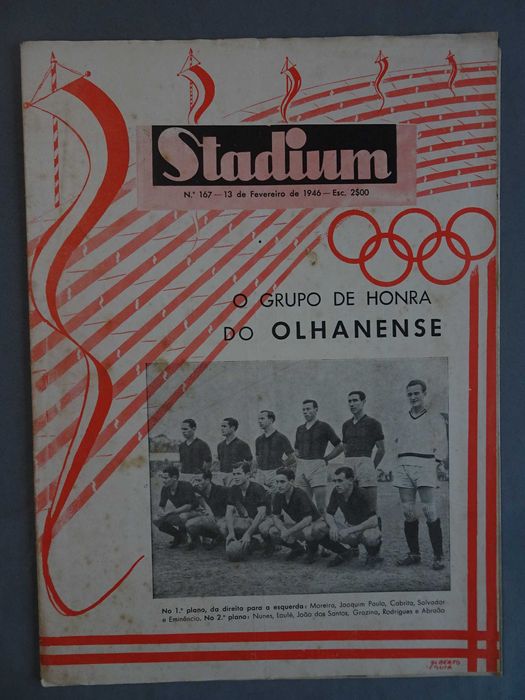 Stadium
N.º 167 — 13 de Fevereiro de 1946 — Esc. 2$00
O GRUPO DE HONRA
DO OLHANENSE
No 1.º plano, da direita para a esquerda: Moreira, Joaquim Paulo, Cabrita, Salvador
e Eminêncio. No 2.º plano: Nunes, Loulé, João dos Santos, Grazina, Rodrigues e Abraão
ALBERTO